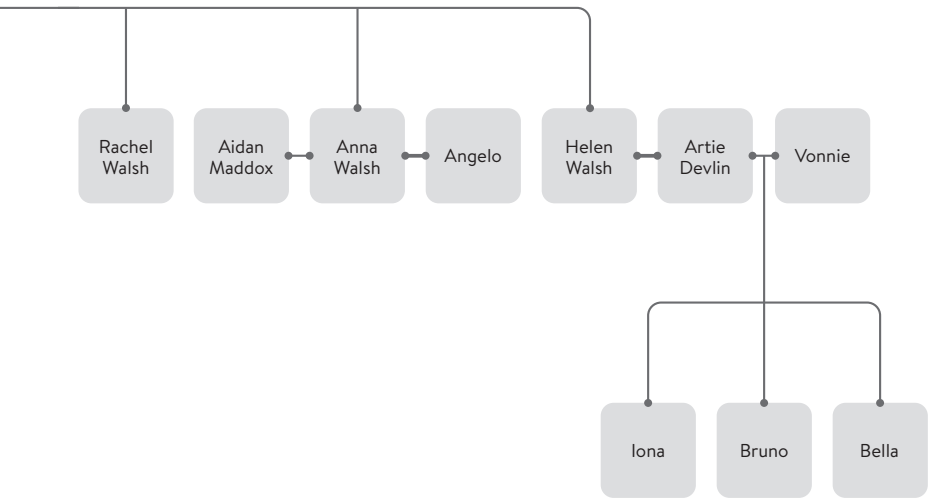 Rachel
Walsh
Aidan
Maddox
Anna
Walsh
Angelo
Helen
Walsh
Artie
Devlin
Vonnie
Iona
Bruno
Bella